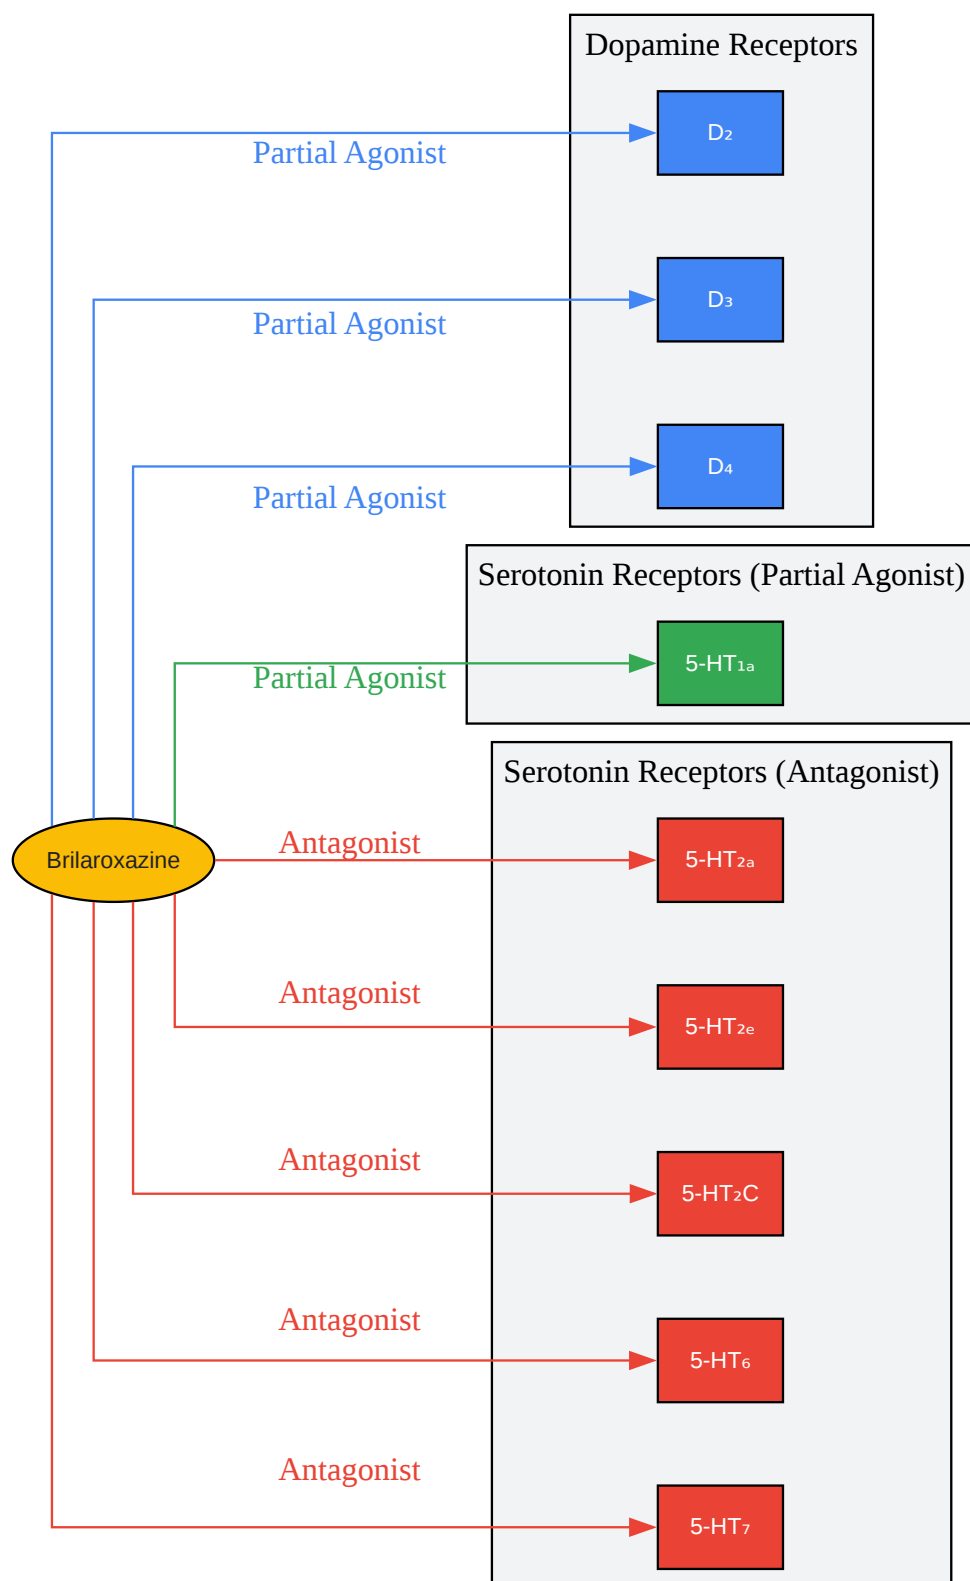 Dopamine Receptors
D₂
Partial Agonist
D₃
Partial Agonist
D₄
Partial Agonist
Serotonin Receptors (Partial Agonist)
5-HT₁ₐ
Partial Agonist
Serotonin Receptors (Antagonist)
Brilaroxazine
Antagonist
5-HT₂ₐ
Antagonist
5-HT₂ₑ
Antagonist
5-HT₂C
Antagonist
5-HT₆
Antagonist
5-HT₇